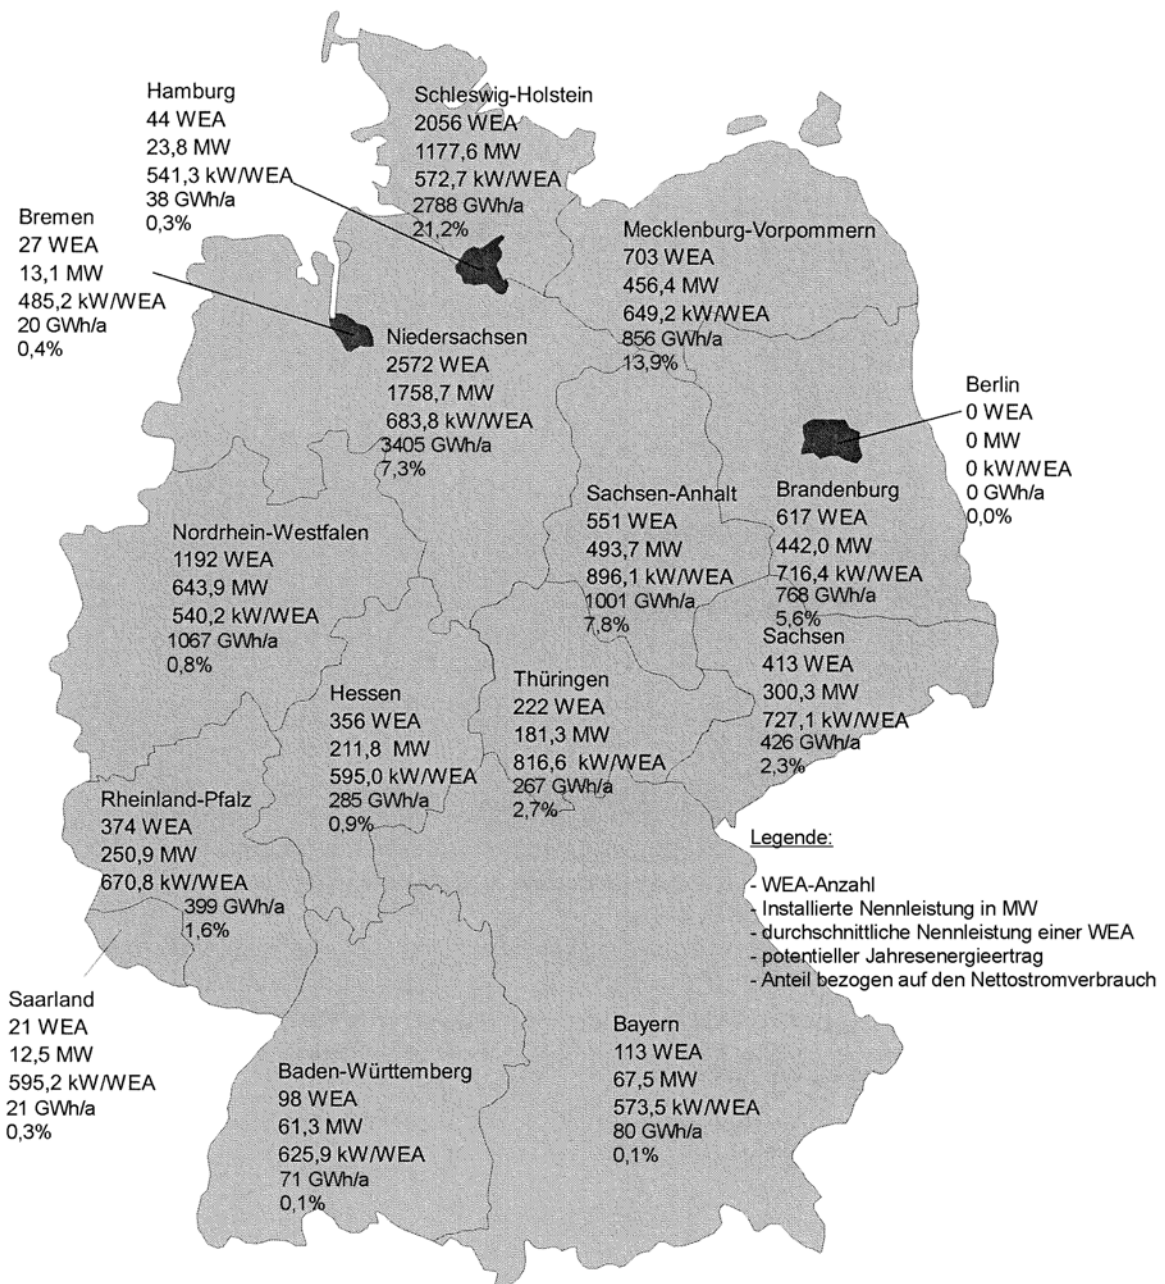 Hamburg
44 WEA
23,8 MW
541,3 kW/WEA
38 GWh/a
0,3%
Schleswig-Holstein
2056 WEA
1177,6 MW
572,7 kW/WEA
2788 GWh/a
21,2%
Bremen
27 WEA
13,1 MW
485,2 kW/WEA
20 GWh/a
0,4%
Mecklenburg-Vorpommern
703 WEA
456,4 MW
649,2 kW/WEA
856 GWh/a
13,9%
Niedersachsen
2572 WEA
1758,7 MW
683,8 kW/WEA
3405 GWh/a
7,3%
Berlin
0 WEA
0 MW
0 kW/WEA
0 GWh/a
0,0%
Nordrhein-Westfalen
1192 WEA
643,9 MW
540,2 kW/WEA
1067 GWh/a
0,8%
Sachsen-Anhalt
551 WEA
493,7 MW
896,1 kW/WEA
1001 GWh/a
7,8%
Brandenburg
617 WEA
442,0 MW
716,4 kW/WEA
768 GWh/a
5,6%
Sachsen
413 WEA
300,3 MW
727,1 kW/WEA
426 GWh/a
2,3%
Hessen
356 WEA
211,8 MW
595,0 kW/WEA
285 GWh/a
0,9%
Thüringen
222 WEA
181,3 MW
816,6 kW/WEA
267 GWh/a
2,7%
Rheinland-Pfalz
374 WEA
250,9 MW
670,8 kW/WEA
399 GWh/a
1,6%
Legende:
- WEA-Anzahl
- Installierte Nennleistung in MW
- durchschnittliche Nennleistung einer WEA
- potentieller Jahresenergieertrag
- Anteil bezogen auf den Nettostromverbrauch
Saarland
21 WEA
12,5 MW
595,2 kW/WEA
21 GWh/a
0,3%
Baden-Württemberg
98 WEA
61,3 MW
625,9 kW/WEA
71 GWh/a
0,1%
Bayern
113 WEA
67,5 MW
573,5 kW/WEA
80 GWh/a
0,1%